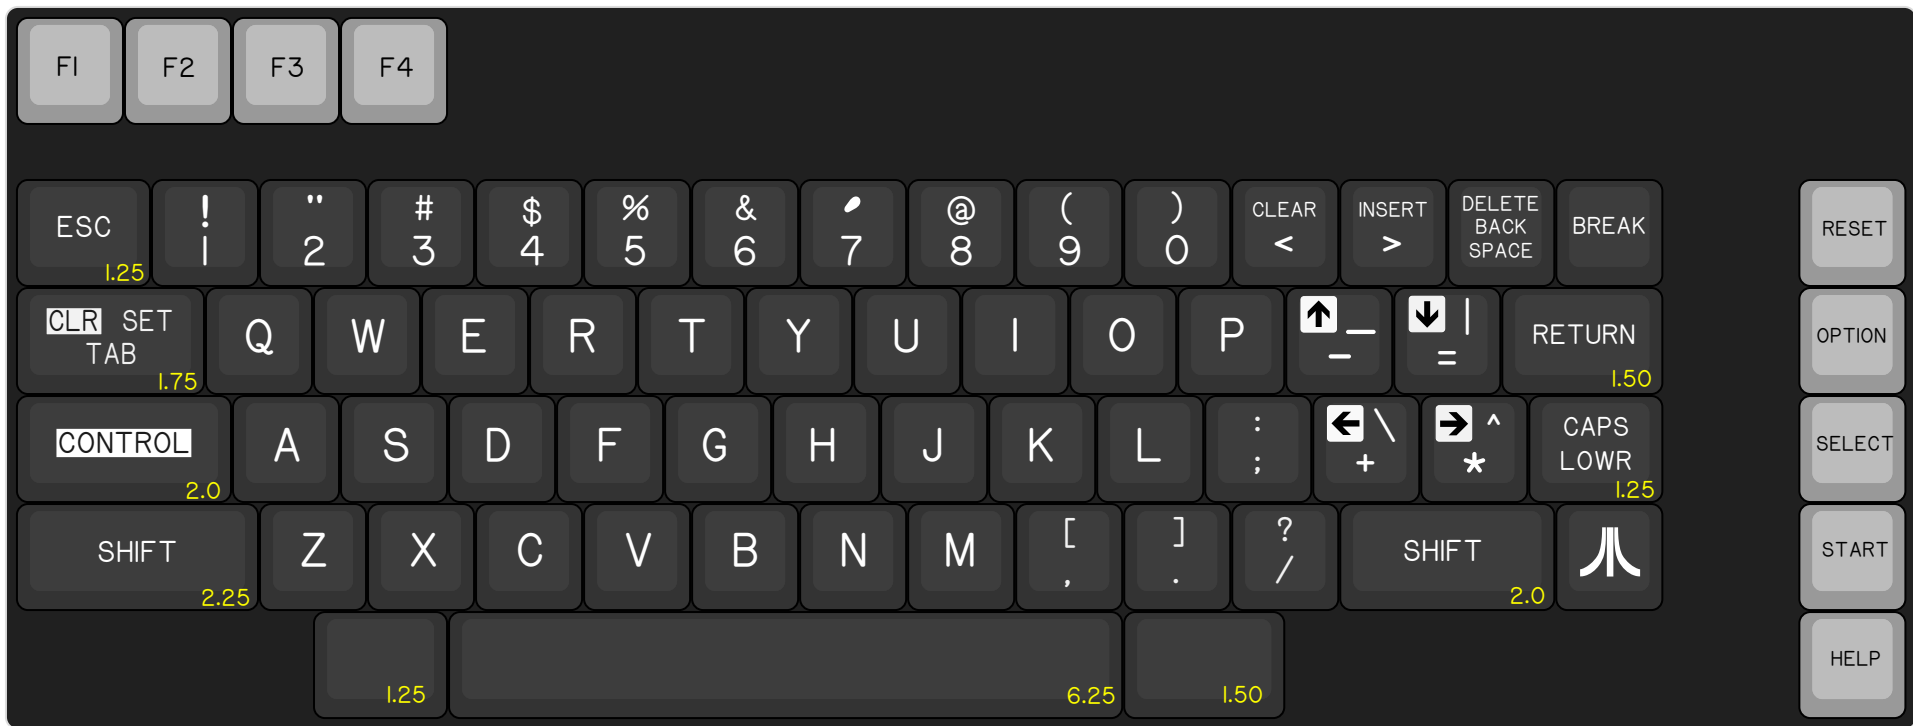 F1 F2 F3 F4
! " # $ % & ' @ ( ) CLEAR INSERT DELETE
BACK
SPACE
ESC 1 2 3 4 5 6 7 8 9 0 < > BREAK RESET
1.25
CLR SET
TAB
Q W E R T Y U I O P ↑ _ ↓ | RETURN OPTION
- =
1.75 1.50
CONTROL A S D F G H J K L : ← \ → ^ CAPS
LOWR
SELECT
; + *
2.0 1.25
SHIFT Z X C V B N M [ ] ? SHIFT START
, . /
2.25 2.0
HELP
1.25 6.25 1.50